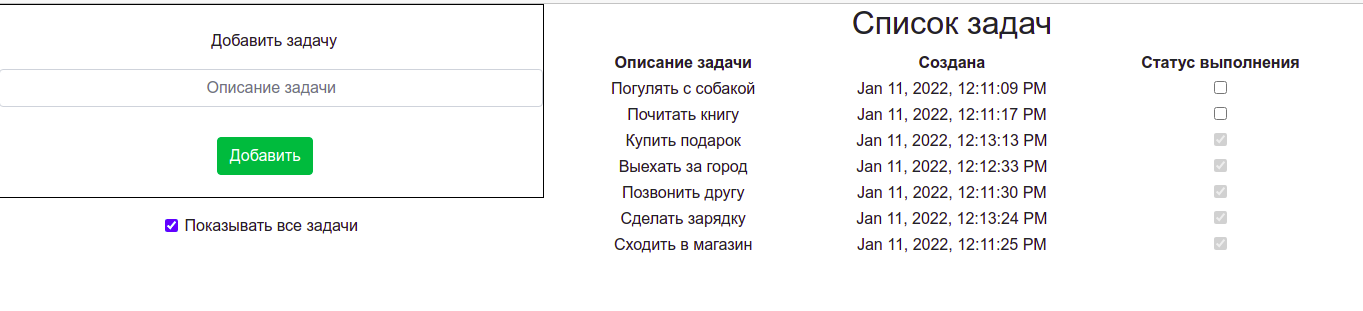 Добавить задачу
Описание задачи
Добавить
Показывать все задачи
Список задач
Описание задачи Создана Статус выполнения
Погулять с собакой Jan 11, 2022, 12:11:09 PM
Почитать книгу Jan 11, 2022, 12:11:17 PM
Купить подарок Jan 11, 2022, 12:13:13 PM
Выехать за город Jan 11, 2022, 12:12:33 PM
Позвонить другу Jan 11, 2022, 12:11:30 PM
Сделать зарядку Jan 11, 2022, 12:13:24 PM
Сходить в магазин Jan 11, 2022, 12:11:25 PM